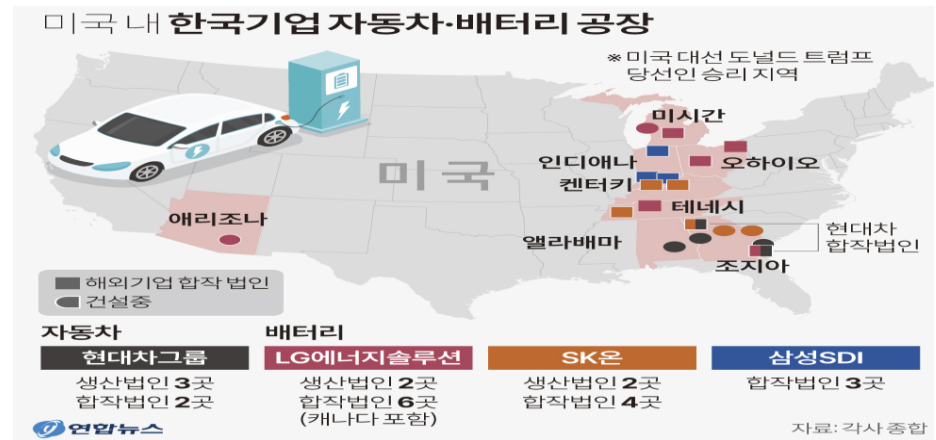 미국 내 한국기업 자동차·배터리 공장
※ 미국 대선 도널드 트럼프
당선인 승리 지역
미시간
인디애나
오하이오
미국
켄터키
애리조나
테네시
앨라배마
현대차
합작법인
조지아
해외기업 합작 법인
건설중
자동차
배터리
현대차그룹
생산법인 3곳
합작법인 2곳
LG에너지솔루션
생산법인 2곳
합작법인 6곳
(캐나다 포함)
SK온
생산법인 2곳
합작법인 4곳
삼성SDI
합작법인 3곳
연합뉴스
자료: 각사 종합